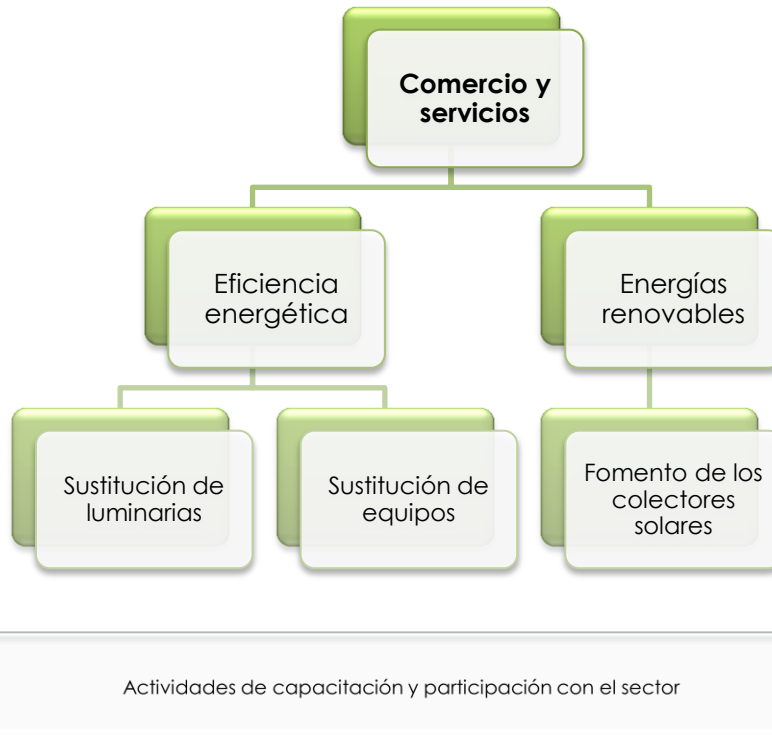 Comercio y
servicios
Eficiencia
energética
Energías
renovables
Sustitución de
luminarias
Sustitución de
equipos
Fomento de los
colectores
solares
Actividades de capacitación y participación con el sector